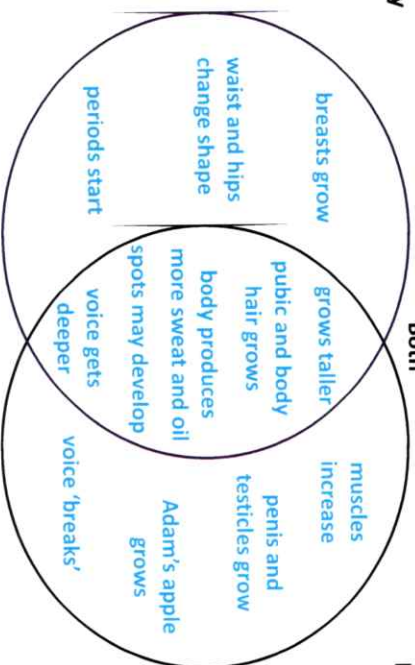 Both
breasts grow
waist and hips
change shape
periods start
grows taller
pubic and body
hair grows
body produces
more sweat and oil
spots may develop
voice gets
deeper
muscles
increase
penis and
testicles grow
Adam's apple
grows
voice 'breaks'